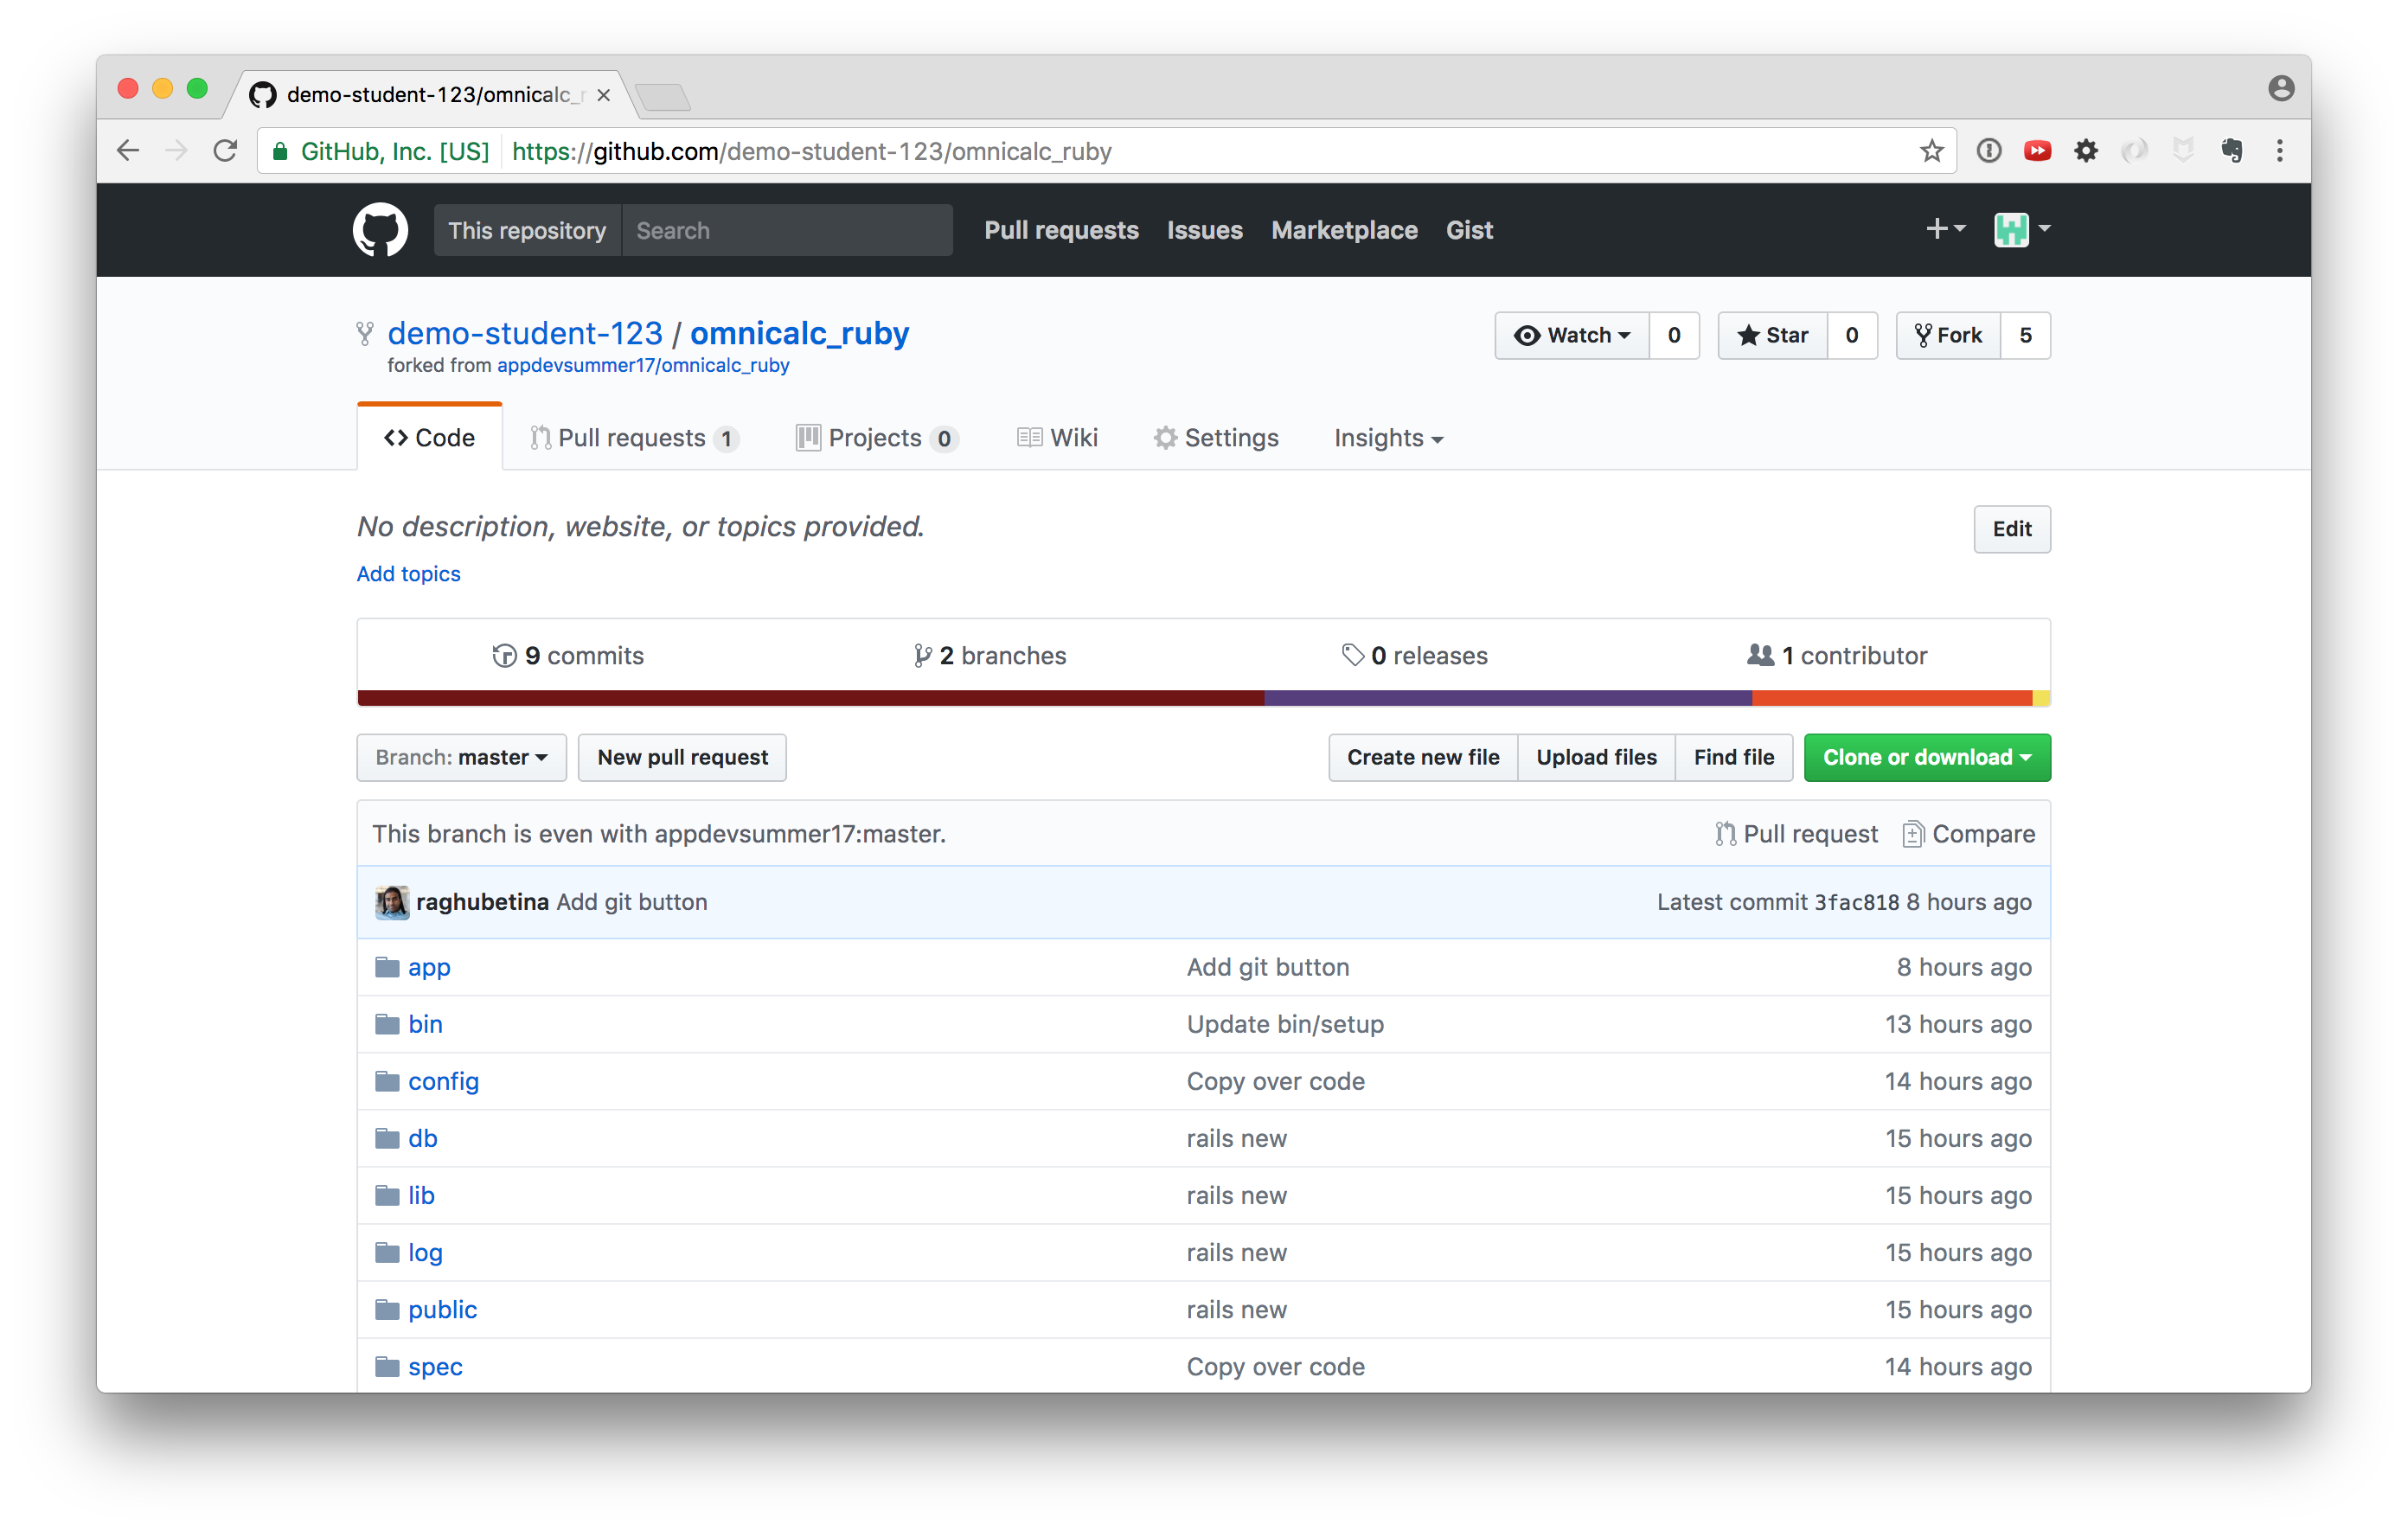 demo-student-123/omnicalc_r
GitHub, Inc. [US] https://github.com/demo-student-123/omnicalc_ruby
This repository Search Pull requests Issues Marketplace Gist
demo-student-123 / omnicalc_ruby Watch 0 Star 0 Fork 5
forked from appdevsummer17/omnicalc_ruby
Code Pull requests 1 Projects 0 Wiki Settings Insights
No description, website, or topics provided. Edit
Add topics
9 commits 2 branches 0 releases 1 contributor
Branch: master New pull request Create new file Upload files Find file Clone or download
This branch is even with appdevsummer17:master. Pull request Compare
raghubetina Add git button Latest commit 3fac818 8 hours ago
app Add git button 8 hours ago
bin Update bin/setup 13 hours ago
config Copy over code 14 hours ago
db rails new 15 hours ago
lib rails new 15 hours ago
log rails new 15 hours ago
public rails new 15 hours ago
spec Copy over code 14 hours ago